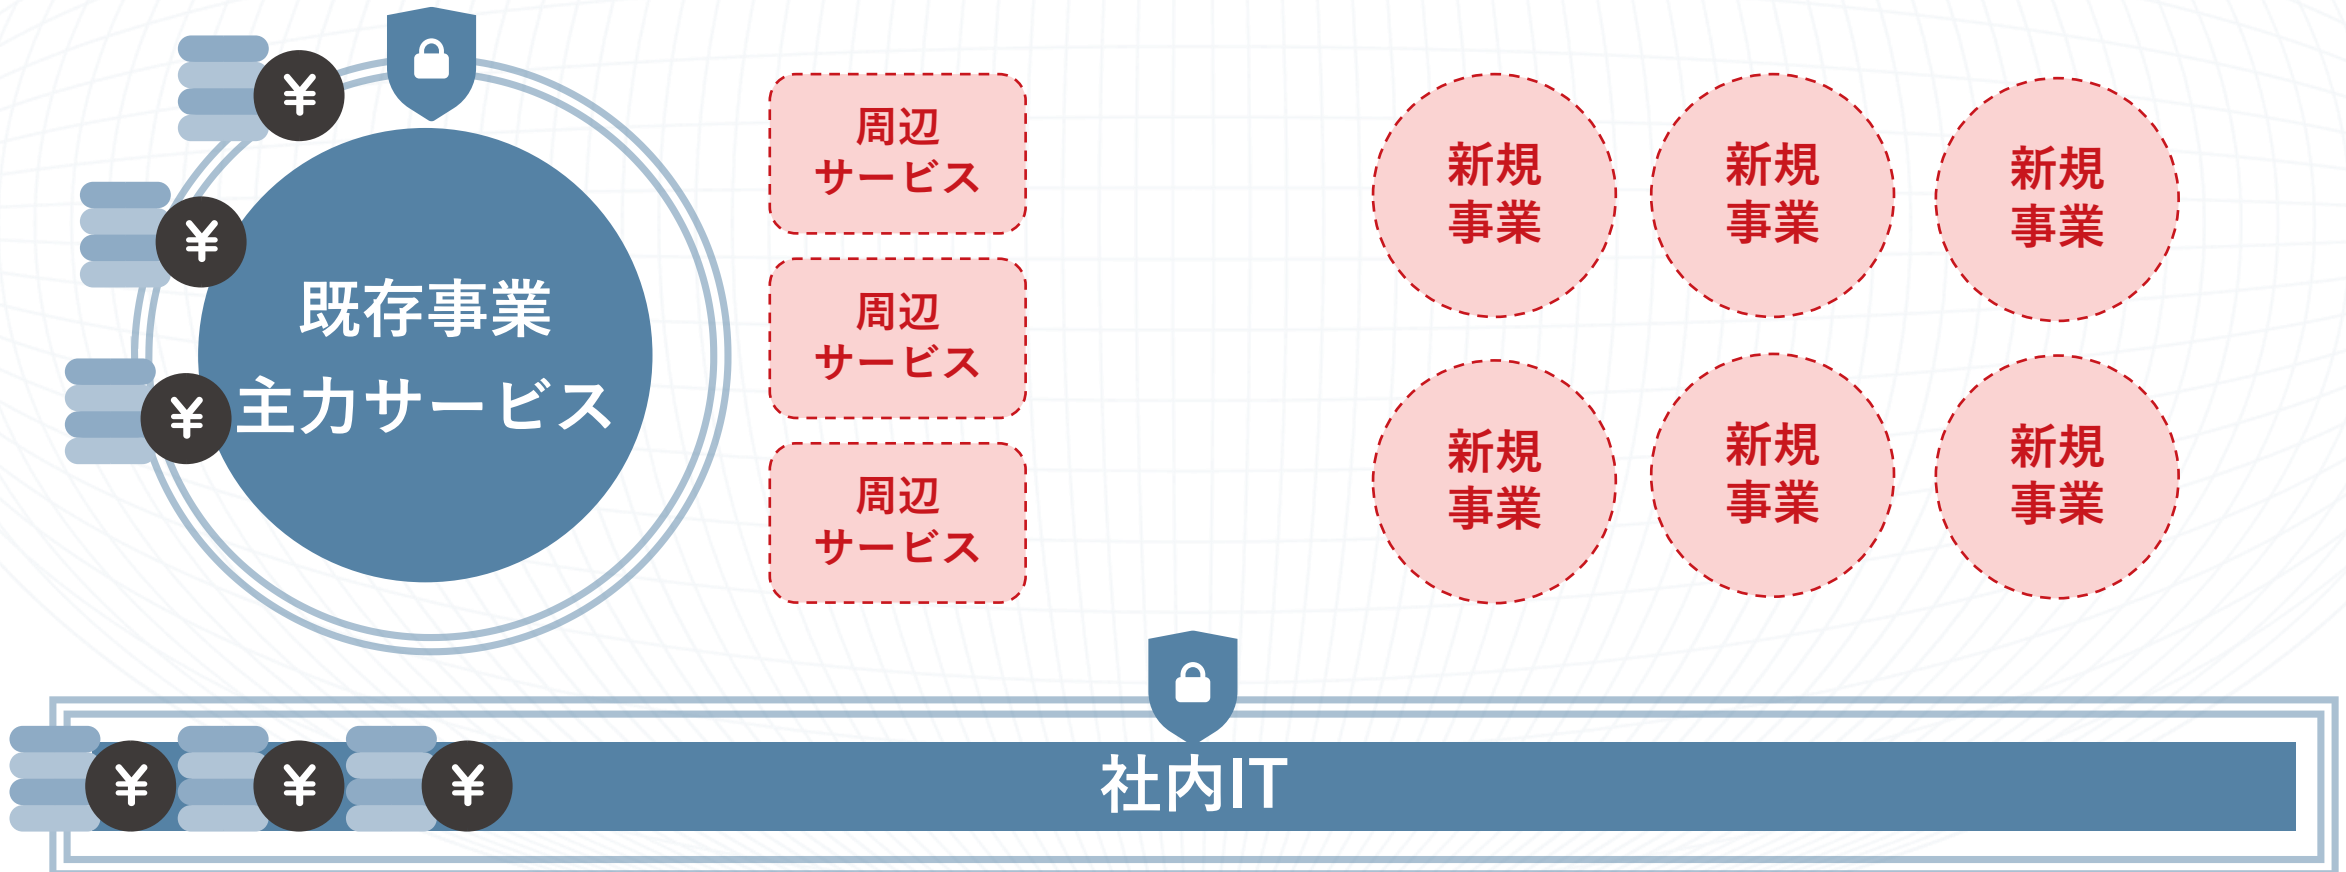 ¥
¥
¥
既存事業
主力サービス
周辺
サービス
周辺
サービス
周辺
サービス
新規
事業
新規
事業
新規
事業
新規
事業
新規
事業
新規
事業
¥
¥
¥
社内IT